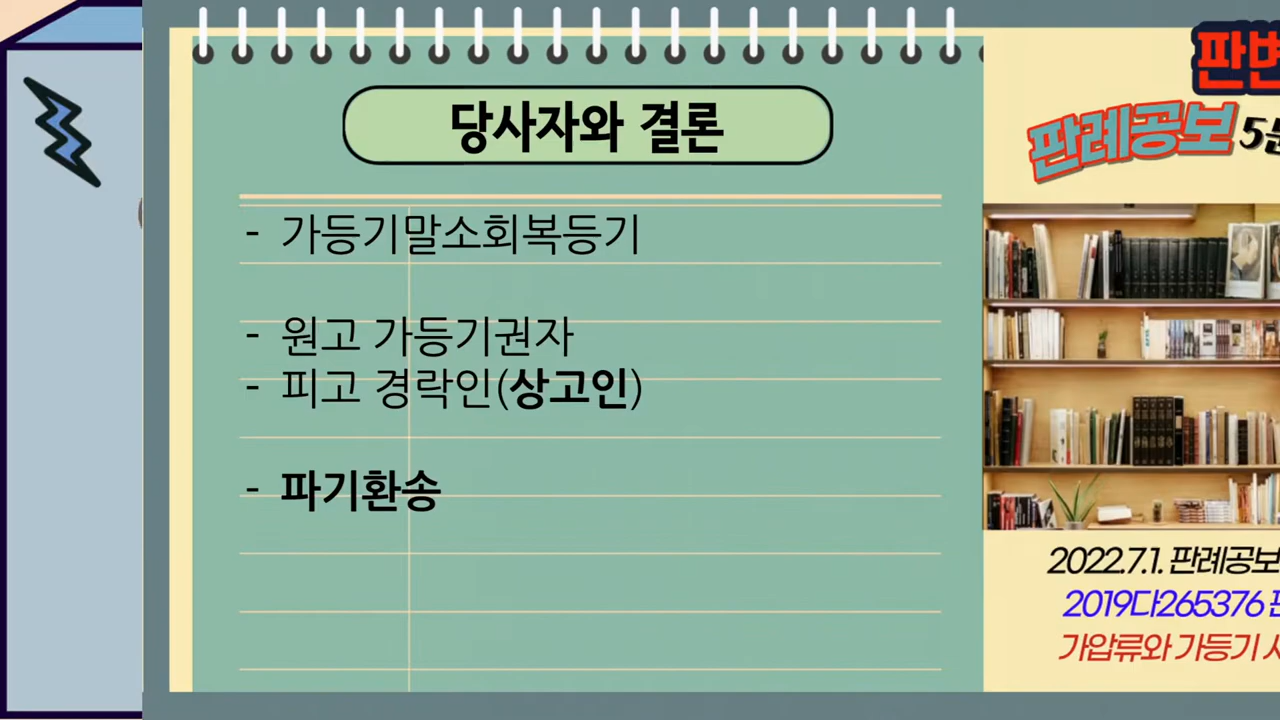 당사자와 결론
- 가등기말소회복등기
- 원고 가등기권자
- 피고 경락인(상고인)
- 파기환송
판례공보
2022.7.1. 판례공보
2019다265376
가압류와 가등기